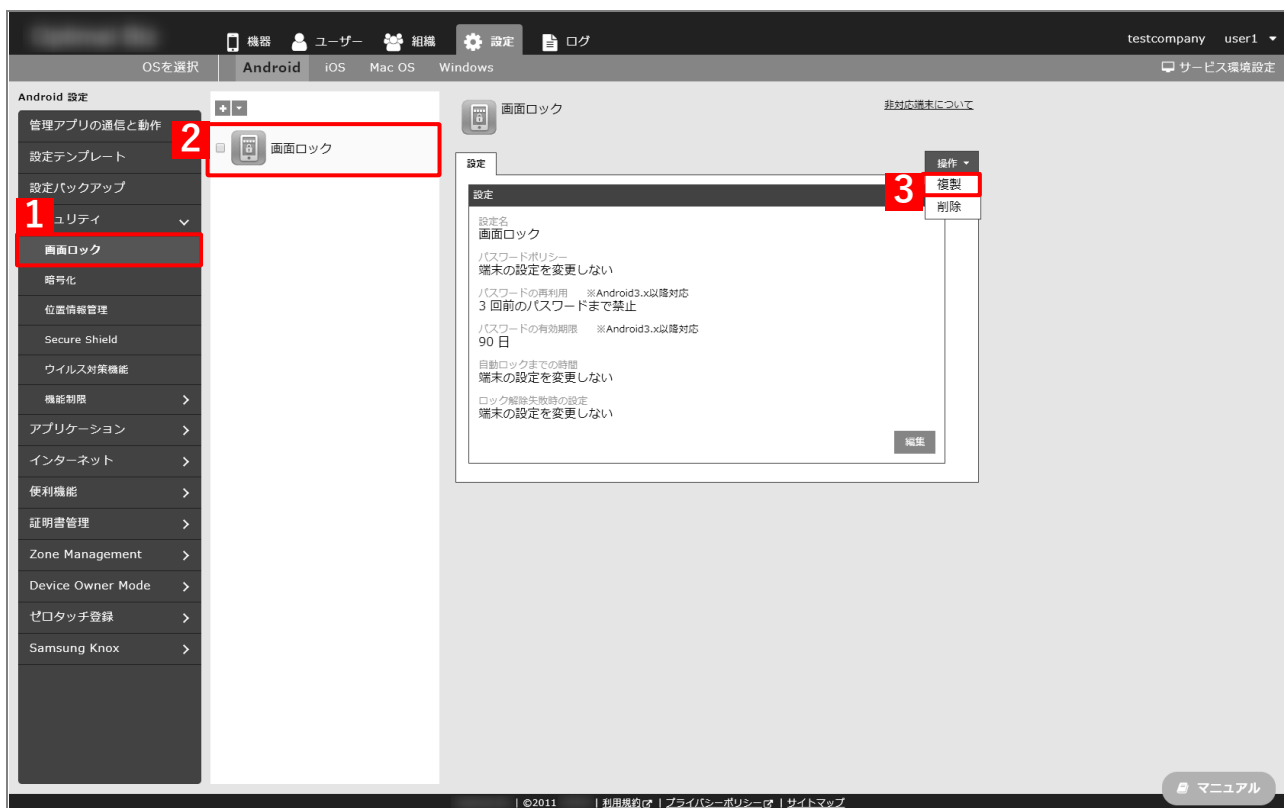 機器 ユーザー 組織 設定 ログ testcompany user1
OSを選択 Android iOS Mac OS Windows サービス環境設定
Android 設定
管理アプリの通信と動作
設定テンプレート
設定バックアップ
1 ュリティ
画面ロック
暗号化
位置情報管理
Secure Shield
ウイルス対策機能
機能制限
アプリケーション
インターネット
便利機能
証明書管理
Zone Management
Device Owner Mode
ゼロタッチ登録
Samsung Knox
2 画面ロック
画面ロック 非対応端末について
設定 操作
3 複製
削除
設定
設定名
画面ロック
パスワードポリシー
端末の設定を変更しない
パスワードの再利用 ※Android3.x以降対応
3 回前のパスワードまで禁止
パスワードの有効期限 ※Android3.x以降対応
90 日
自動ロックまでの時間
端末の設定を変更しない
ロック解除失敗時の設定
端末の設定を変更しない
編集
マニュアル
| ©2011 | 利用規約 | プライバシーポリシー | サイトマップ